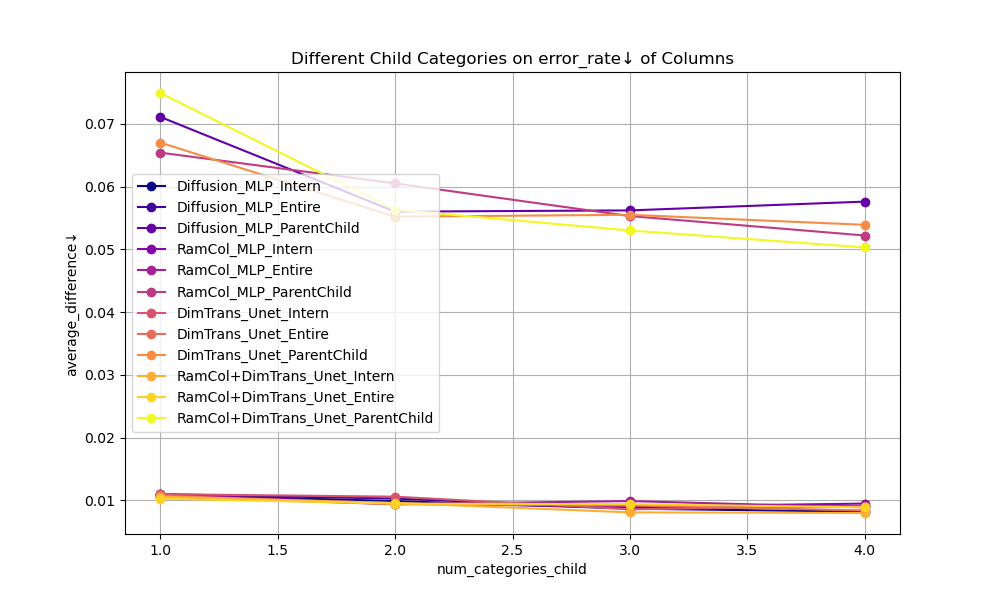 Different Child Categories on error_rate↓ of Columns
average_difference↓
0.07
0.06
0.05
0.04
0.03
0.02
0.01
Diffusion_MLP_Intern
Diffusion_MLP_Entire
Diffusion_MLP_ParentChild
RamCol_MLP_Intern
RamCol_MLP_Entire
RamCol_MLP_ParentChild
DimTrans_Unet_Intern
DimTrans_Unet_Entire
DimTrans_Unet_ParentChild
RamCol+DimTrans_Unet_Intern
RamCol+DimTrans_Unet_Entire
RamCol+DimTrans_Unet_ParentChild
1.0 1.5 2.0 2.5 3.0 3.5 4.0
num_categories_child